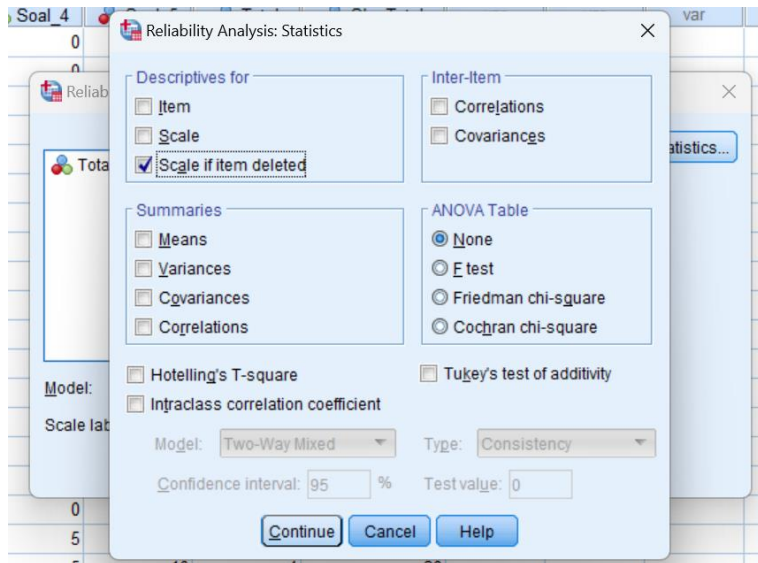 Soal_4
var
0
Reliability Analysis: Statistics
Reliab
Descriptives for
Item
Scale
Scale if item deleted
Inter-Item
Correlations
Covariances
atistics...
Tota
Summaries
Means
Variances
Covariances
Correlations
ANOVA Table
None
F test
Friedman chi-square
Cochran chi-square
Hotelling's T-square
Tukey's test of additivity
Intraclass correlation coefficient
Model:
Scale lab
Model: Two-Way Mixed
Type: Consistency
Confidence interval: 95 %
Test value: 0
Continue Cancel Help
0
5